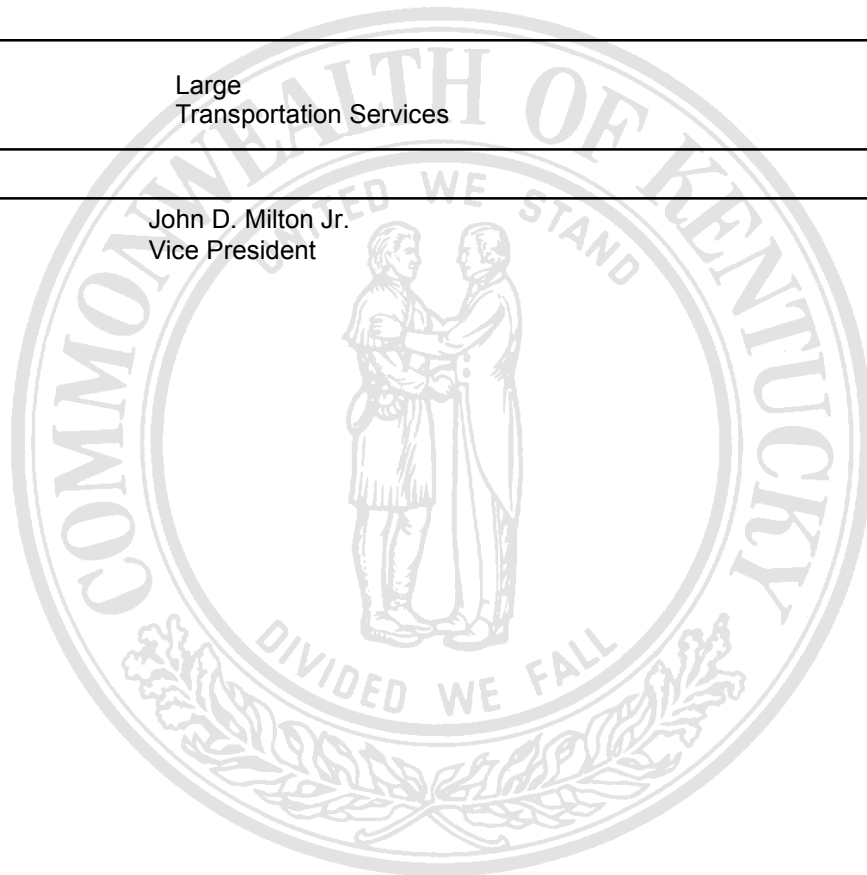 Large
Transportation Services
John D. Milton Jr.
Vice President
COMMONWEALTH OF KENTUCKY
UNITED WE STAND
DIVIDED WE FALL